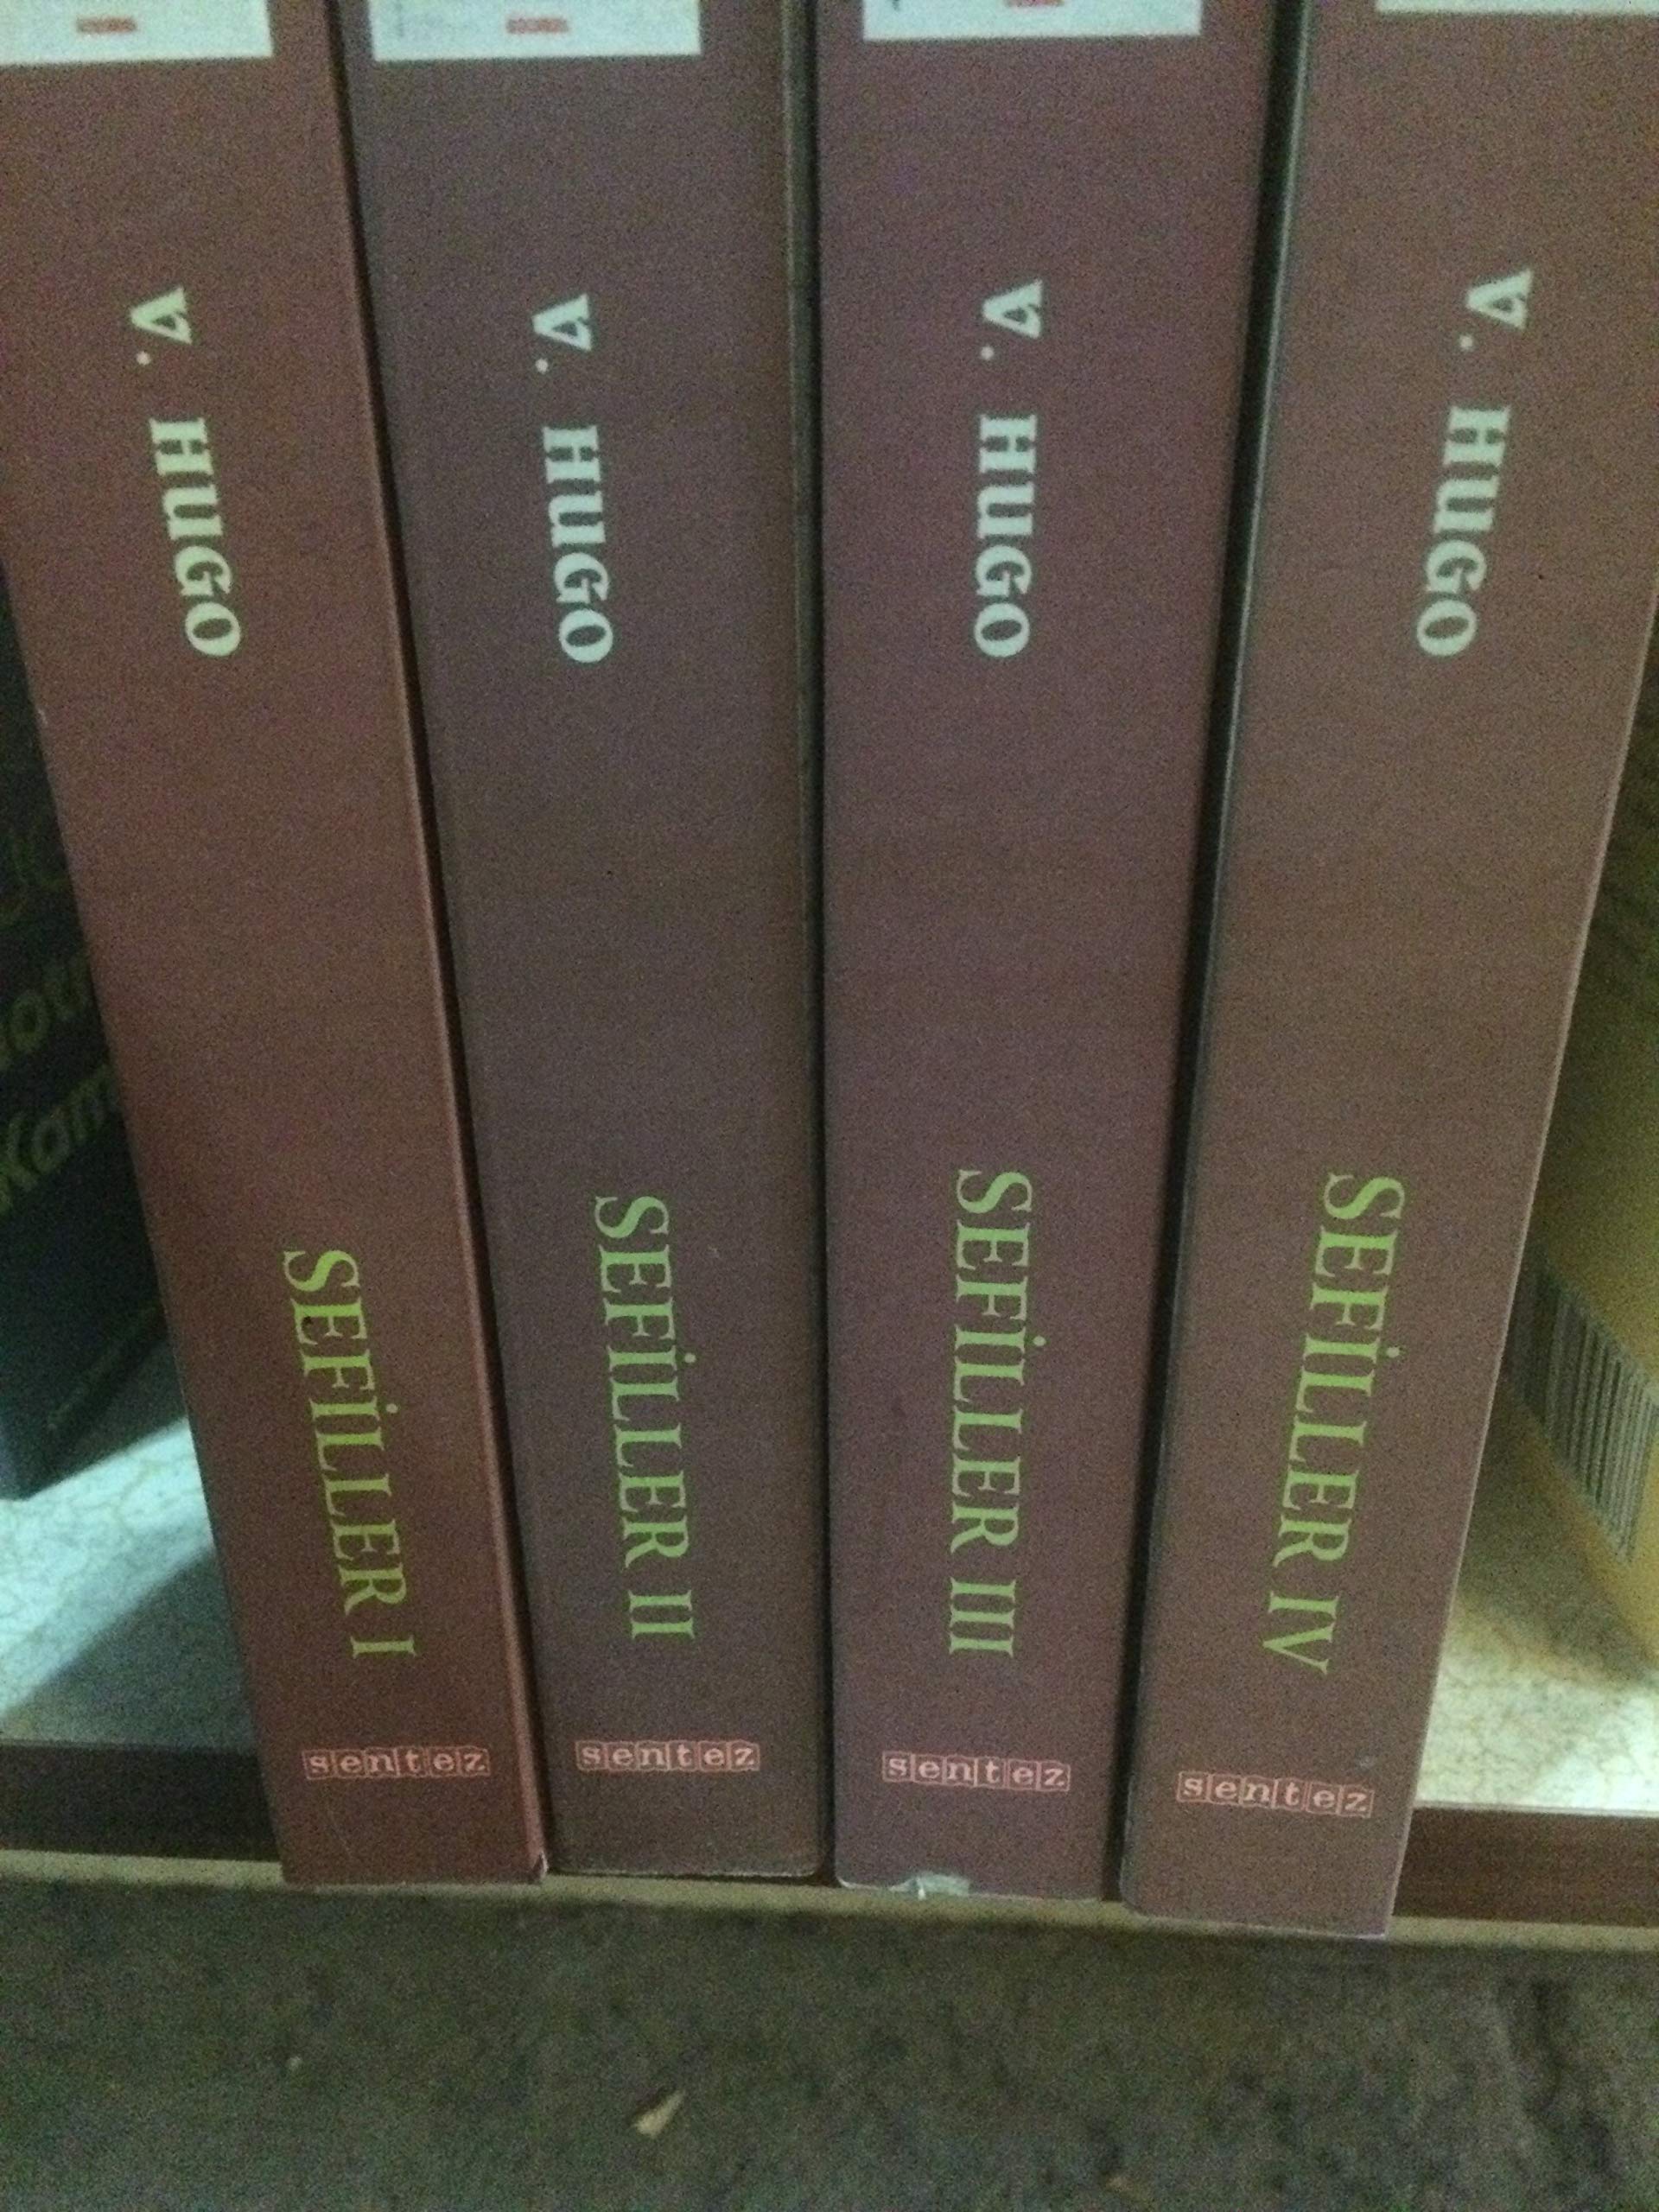 V. HUGO SEFİLLER I
sentez
V. HUGO SEFİLLER II
sentez
V. HUGO SEFİLLER III
sentez
V. HUGO SEFİLLER IV
sentez